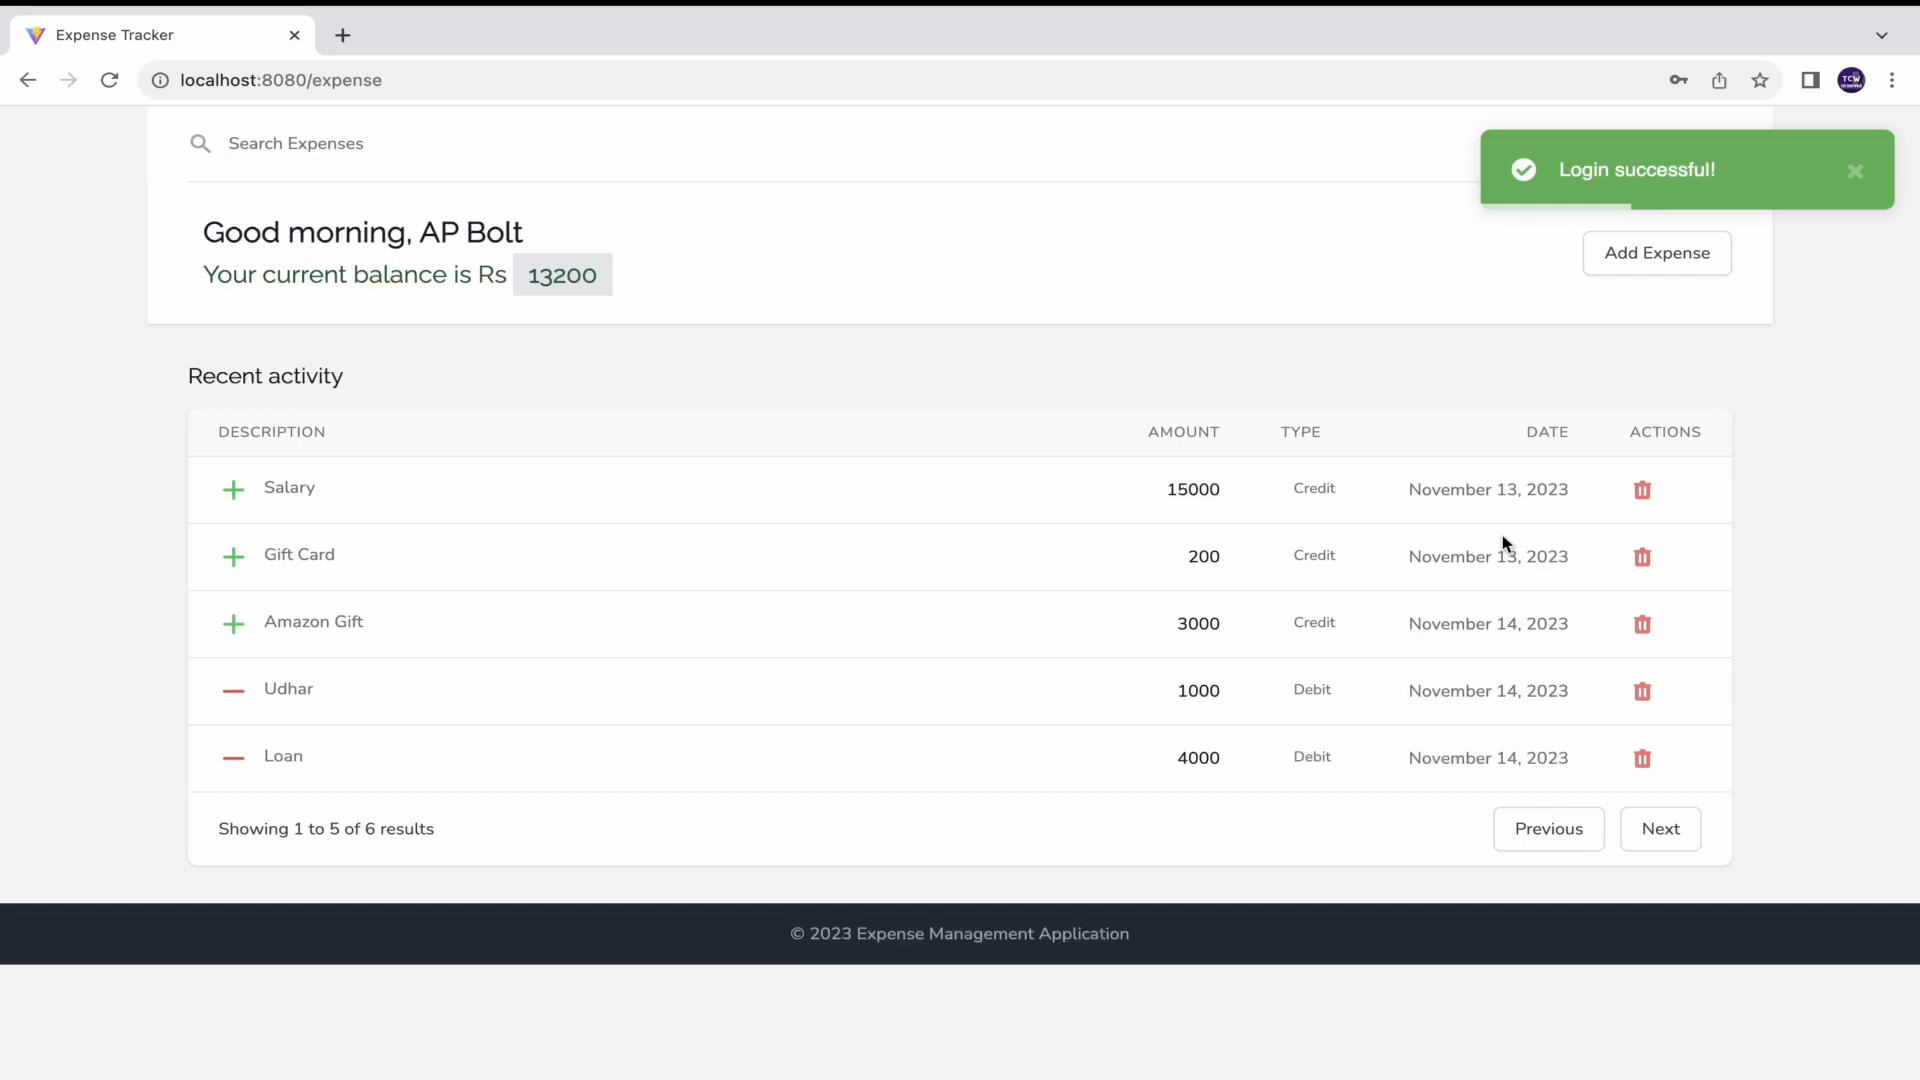 Expense Tracker
localhost:8080/expense
TCW
Search Expenses
Login successful!
Good morning, AP Bolt
Your current balance is Rs 13200
Add Expense
Recent activity
DESCRIPTION AMOUNT TYPE DATE ACTIONS
Salary 15000 Credit November 13, 2023
Gift Card 200 Credit November 13, 2023
Amazon Gift 3000 Credit November 14, 2023
Udhar 1000 Debit November 14, 2023
Loan 4000 Debit November 14, 2023
Showing 1 to 5 of 6 results Previous Next
© 2023 Expense Management Application